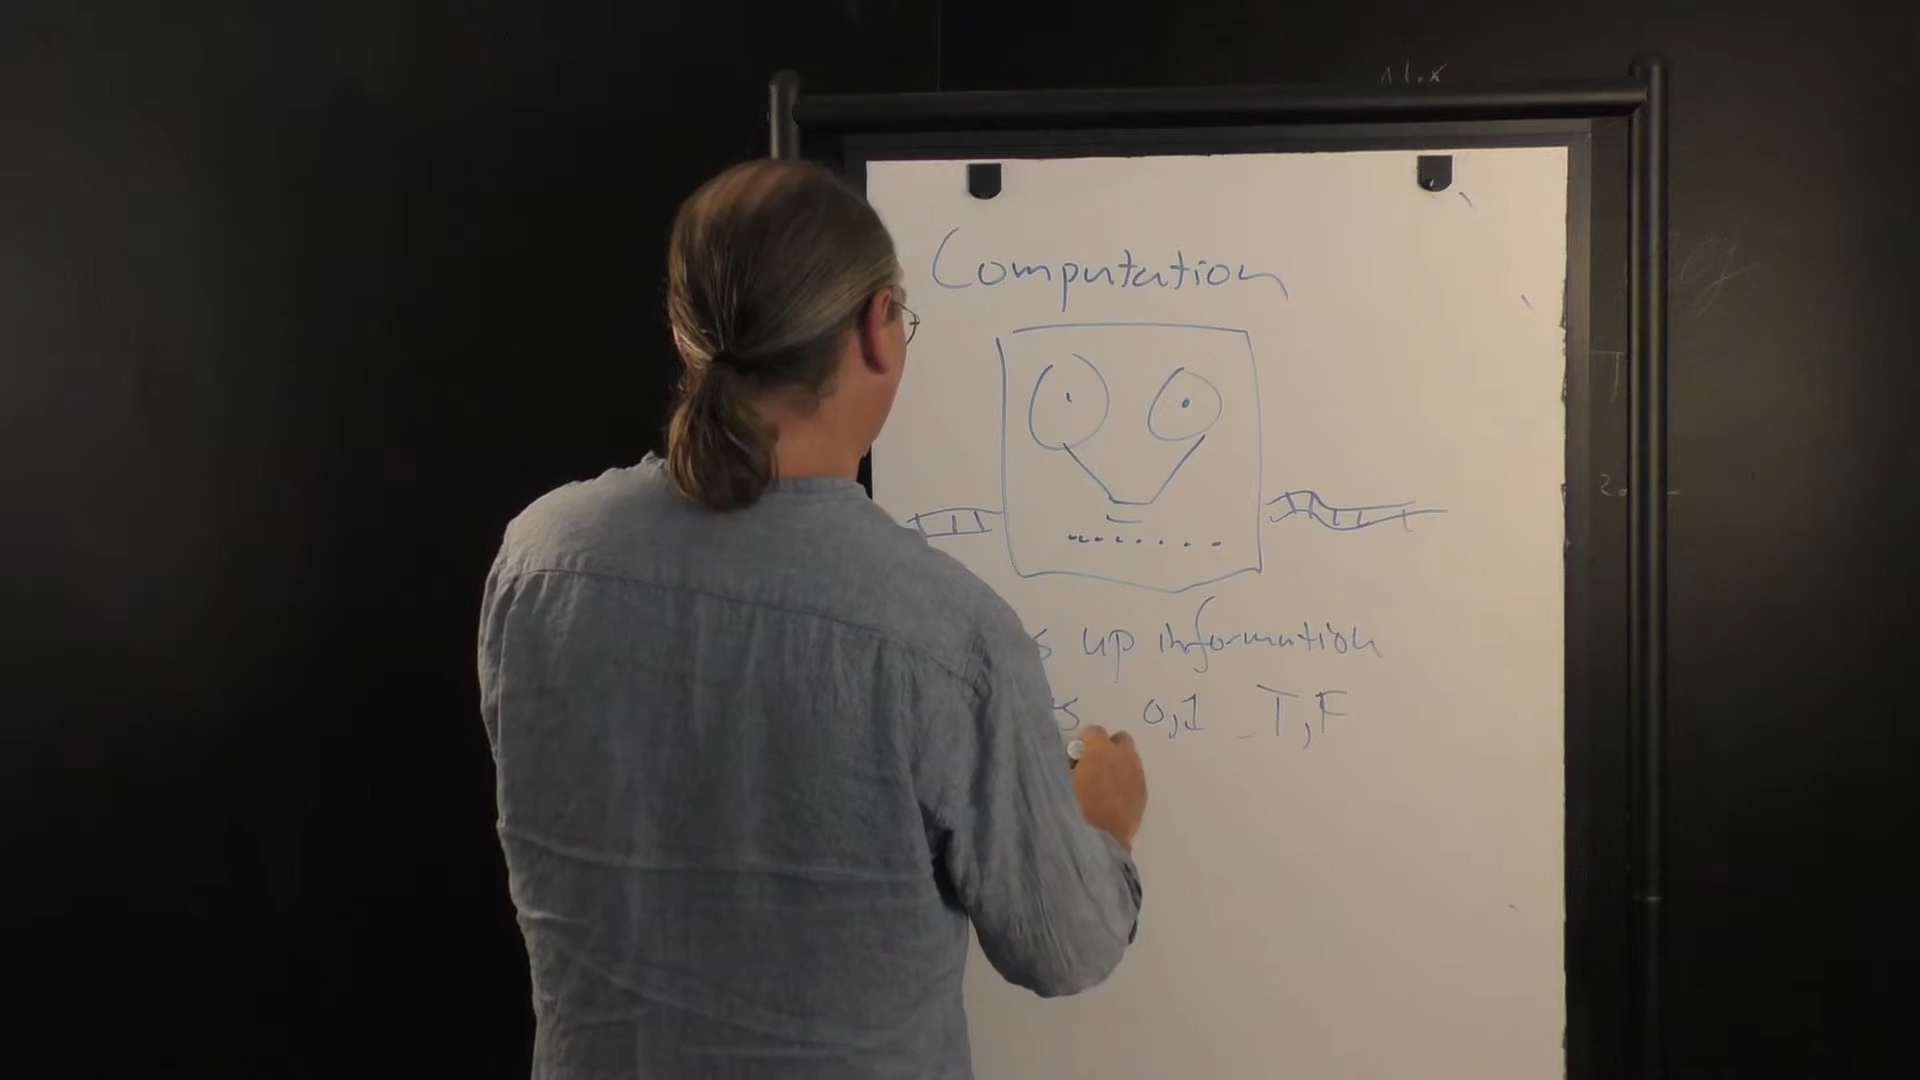 Computation
s up information
s 0,1 T,F